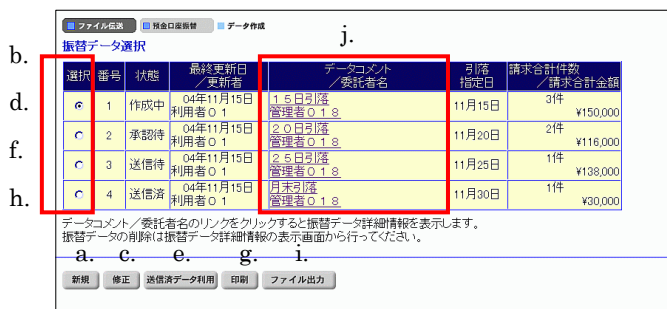 ファイル伝送 預金口座振替 データ作成
j.
振替データ選択
b.
選択 番号 状態 最終更新日／更新者 データコメント／委託者名 引落指定日 請求合計件数／請求合計金額
d.
1 作成中 04年11月15日 利用者０１ １５日引落 管理者０１８ 11月15日 3件 ¥150,000
f.
2 承認待 04年11月15日 利用者０１ ２０日引落 管理者０１８ 11月20日 2件 ¥116,000
3 送信待 04年11月15日 利用者０１ ２５日引落 管理者０１８ 11月25日 1件 ¥138,000
h.
4 送信済 04年11月15日 利用者０１ 月末引落 管理者０１８ 11月30日 1件 ¥30,000
データコメント／委託者名のリンクをクリックすると振替データ詳細情報を表示します。
振替データの削除は振替データ詳細情報の表示画面から行ってください。
a. c. e. g. i.
新規 修正 送信済データ利用 印刷 ファイル出力